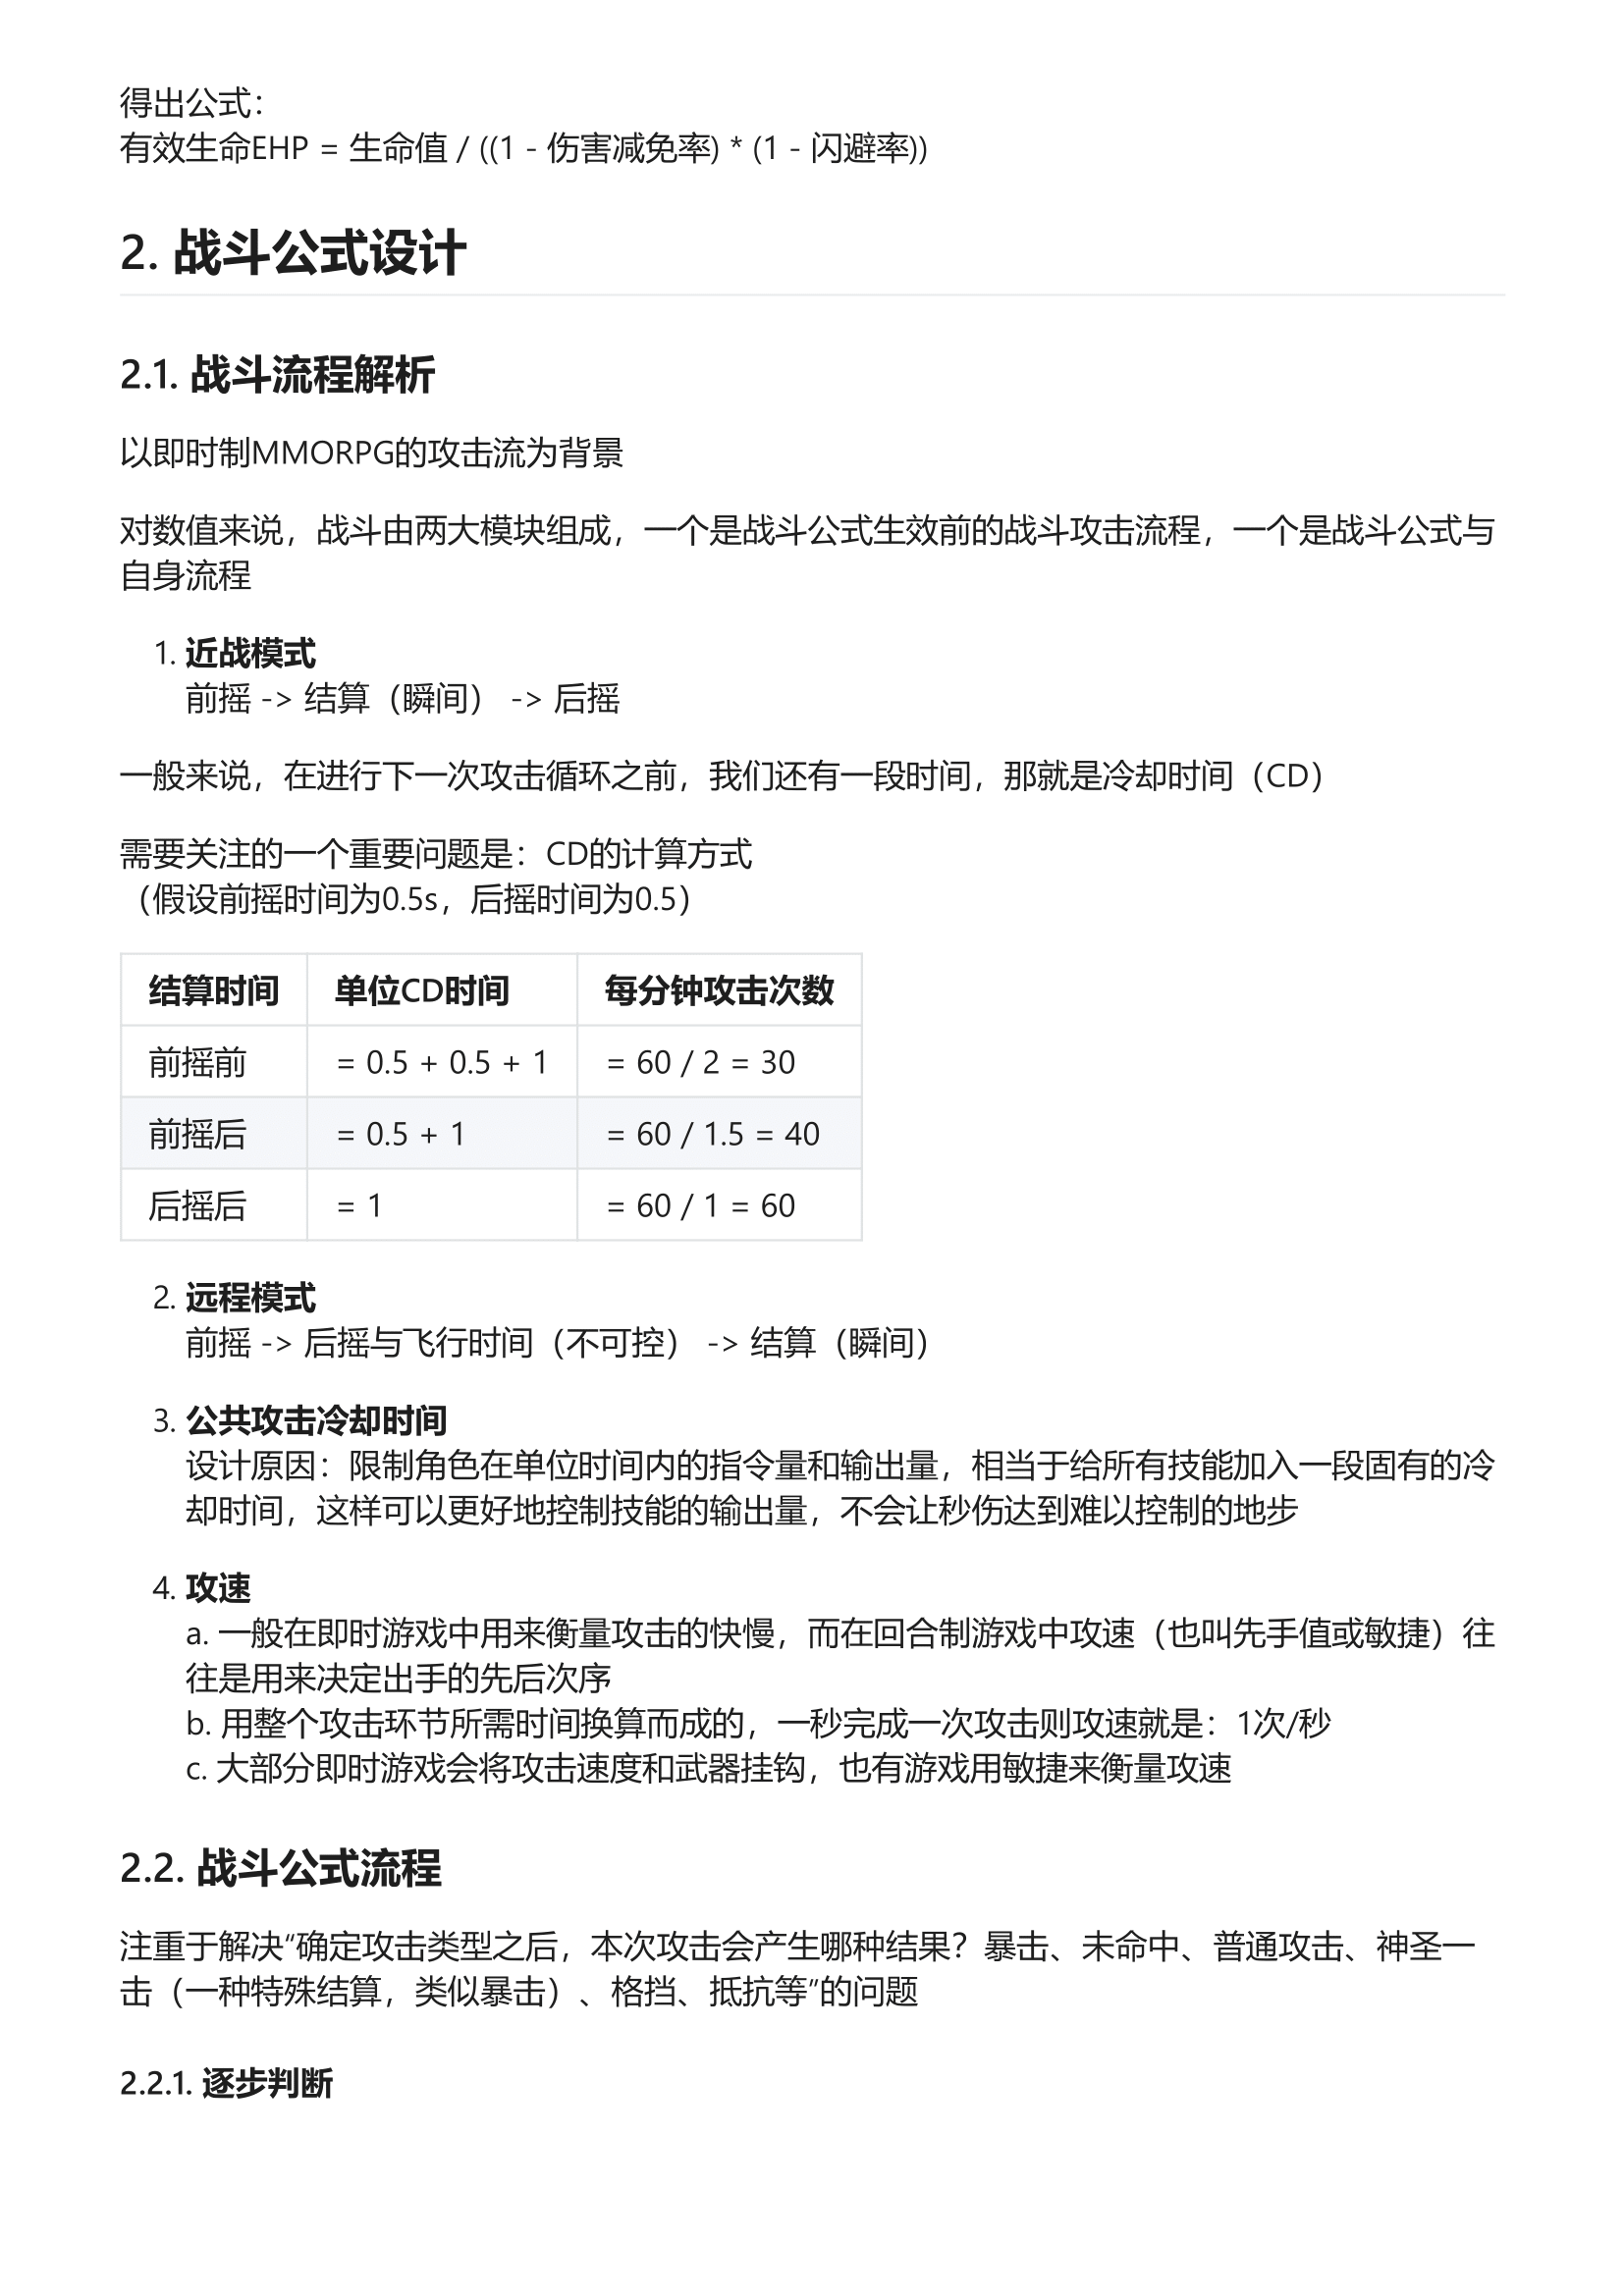 得出公式：
有效生命EHP = 生命值 / ((1 - 伤害减免率) * (1 - 闪避率))
2. 战斗公式设计
2.1. 战斗流程解析
以即时制MMORPG的攻击流为背景
对数值来说，战斗由两大模块组成，一个是战斗公式生效前的战斗攻击流程，一个是战斗公式与
自身流程
1. 近战模式
前摇 -> 结算（瞬间） -> 后摇
一般来说，在进行下一次攻击循环之前，我们还有一段时间，那就是冷却时间（CD）
需要关注的一个重要问题是：CD的计算方式
（假设前摇时间为0.5s，后摇时间为0.5）
结算时间 单位CD时间 每分钟攻击次数
前摇前 = 0.5 + 0.5 + 1 = 60 / 2 = 30
前摇后 = 0.5 + 1 = 60 / 1.5 = 40
后摇后 = 1 = 60 / 1 = 60
2. 远程模式
前摇 -> 后摇与飞行时间（不可控） -> 结算（瞬间）
3. 公共攻击冷却时间
设计原因：限制角色在单位时间内的指令量和输出量，相当于给所有技能加入一段固有的冷
却时间，这样可以更好地控制技能的输出量，不会让秒伤达到难以控制的地步
4. 攻速
a. 一般在即时游戏中用来衡量攻击的快慢，而在回合制游戏中攻速（也叫先手值或敏捷）往
往是用来决定出手的先后次序
b. 用整个攻击环节所需时间换算而成的，一秒完成一次攻击则攻速就是：1次/秒
c. 大部分即时游戏会将攻击速度和武器挂钩，也有游戏用敏捷来衡量攻速
2.2. 战斗公式流程
注重于解决“确定攻击类型之后，本次攻击会产生哪种结果？暴击、未命中、普通攻击、神圣一
击（一种特殊结算，类似暴击）、格挡、抵抗等”的问题
2.2.1. 逐步判断